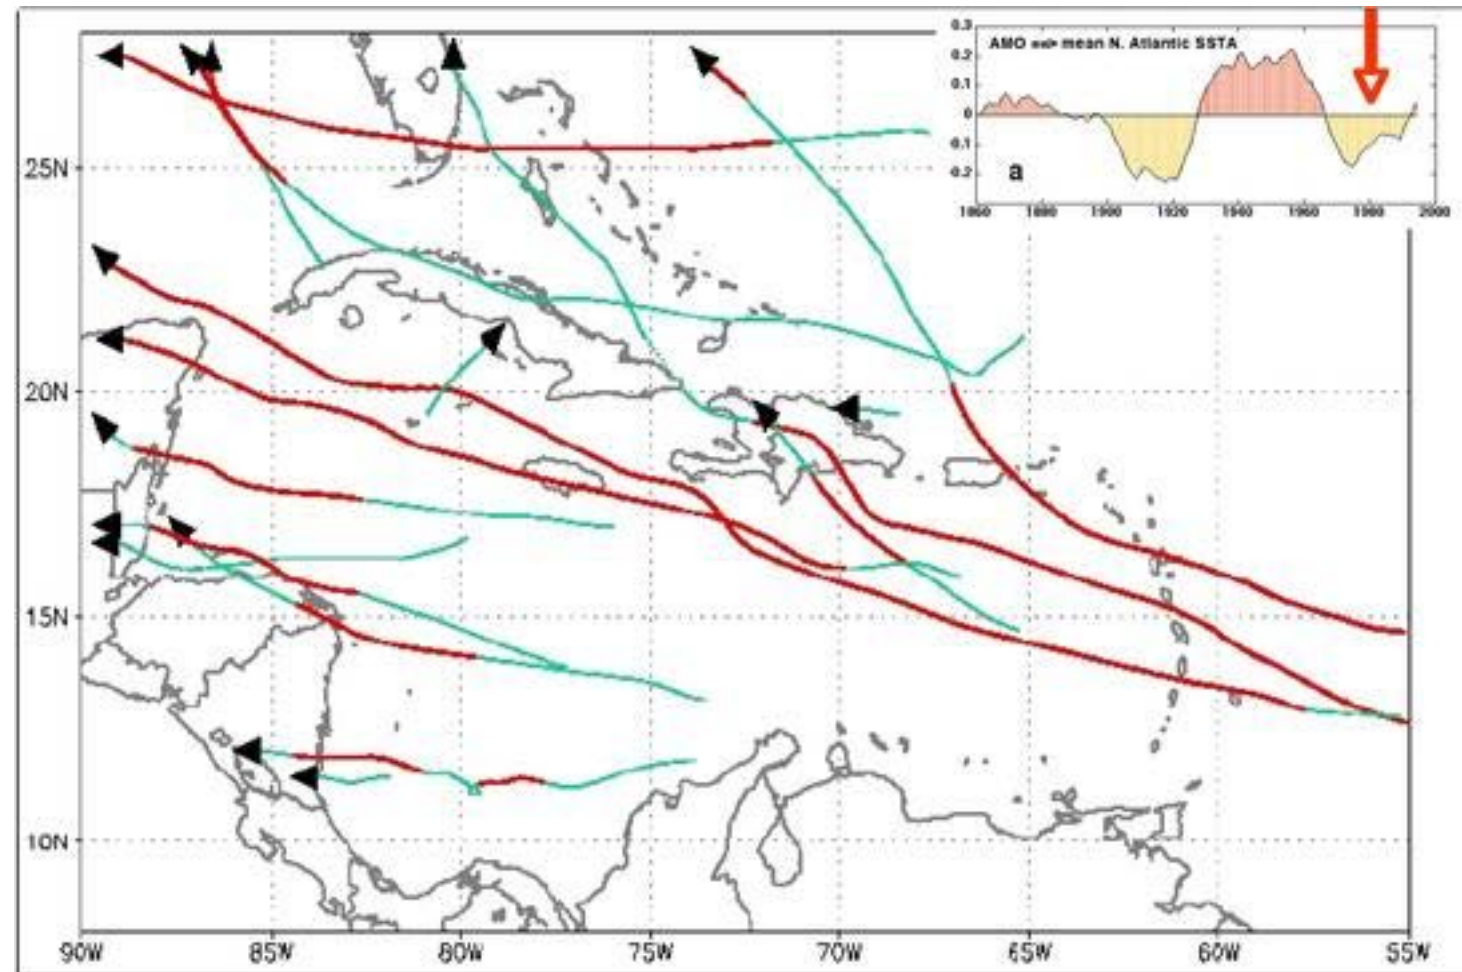 AMO ==> mean N. Atlantic SSTA
0.3
0.2
0.1
0
-0.1
-0.2
a
1860 1880 1900 1920 1940 1960 1980 2000
25N
20N
15N
10N
90W 85W 80W 75W 70W 65W 60W 55W